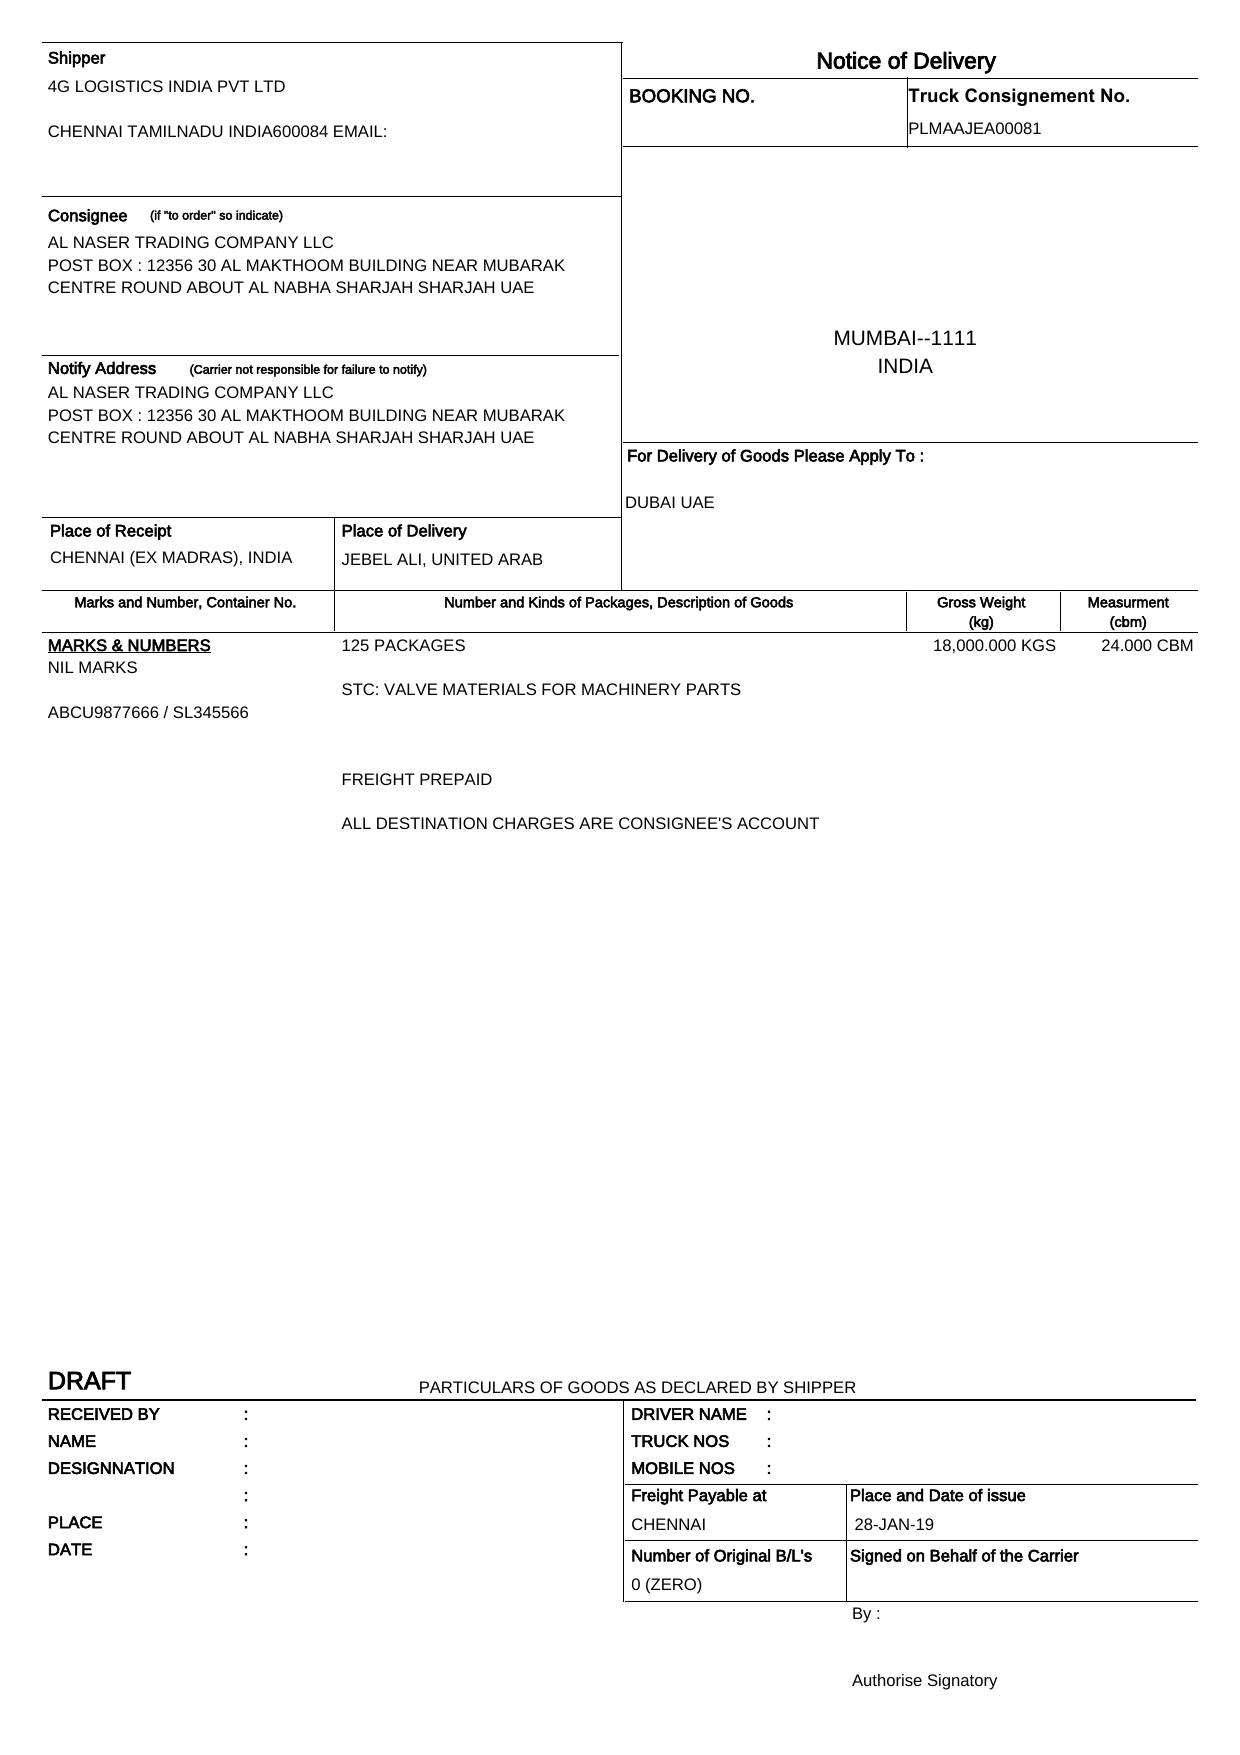 Shipper
4G LOGISTICS INDIA PVT LTD
CHENNAI TAMILNADU INDIA600084 EMAIL:
Notice of Delivery
BOOKING NO.
Truck Consignement No.
PLMAAJEA00081
Consignee (if "to order" so indicate)
AL NASER TRADING COMPANY LLC
POST BOX : 12356 30 AL MAKTHOOM BUILDING NEAR MUBARAK
CENTRE ROUND ABOUT AL NABHA SHARJAH SHARJAH UAE
MUMBAI--1111
INDIA
Notify Address (Carrier not responsible for failure to notify)
AL NASER TRADING COMPANY LLC
POST BOX : 12356 30 AL MAKTHOOM BUILDING NEAR MUBARAK
CENTRE ROUND ABOUT AL NABHA SHARJAH SHARJAH UAE
For Delivery of Goods Please Apply To :
DUBAI UAE
Place of Receipt
CHENNAI (EX MADRAS), INDIA
Place of Delivery
JEBEL ALI, UNITED ARAB
Marks and Number, Container No.
Number and Kinds of Packages, Description of Goods
Gross Weight
(kg)
Measurment
(cbm)
MARKS & NUMBERS
NIL MARKS
ABCU9877666 / SL345566
125 PACKAGES
STC: VALVE MATERIALS FOR MACHINERY PARTS
FREIGHT PREPAID
ALL DESTINATION CHARGES ARE CONSIGNEE'S ACCOUNT
18,000.000 KGS
24.000 CBM
DRAFT
PARTICULARS OF GOODS AS DECLARED BY SHIPPER
RECEIVED BY :
NAME :
DESIGNNATION :
:
PLACE :
DATE :
DRIVER NAME :
TRUCK NOS :
MOBILE NOS :
Freight Payable at
CHENNAI
Place and Date of issue
28-JAN-19
Number of Original B/L's
0 (ZERO)
Signed on Behalf of the Carrier
By :
Authorise Signatory